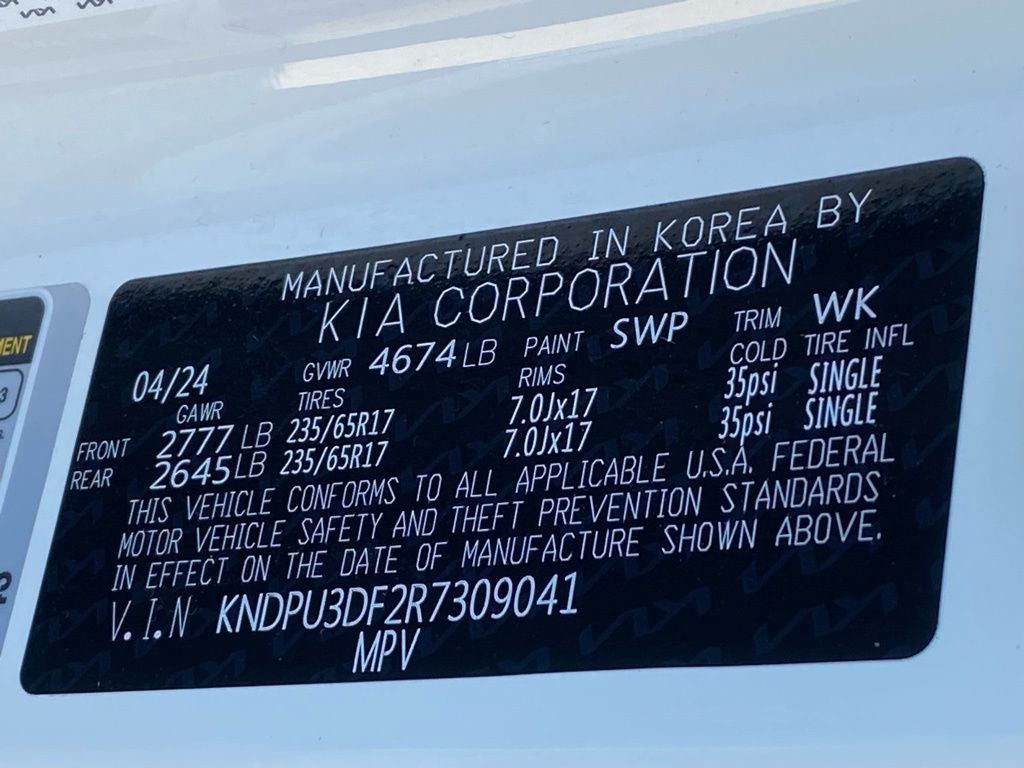 MANUFACTURED IN KOREA BY
KIA CORPORATION
04/24 GVWR 4674 LB PAINT SWP TRIM WK
GAWR TIRES RIMS COLD TIRE INFL
FRONT 2777 LB 235/65R17 7.0Jx17 35psi SINGLE
REAR 2645 LB 235/65R17 7.0Jx17 35psi SINGLE
THIS VEHICLE CONFORMS TO ALL APPLICABLE U.S.A. FEDERAL
MOTOR VEHICLE SAFETY AND THEFT PREVENTION STANDARDS
IN EFFECT ON THE DATE OF MANUFACTURE SHOWN ABOVE.
V.I.N KNDPU3DF2R7309041
MPV